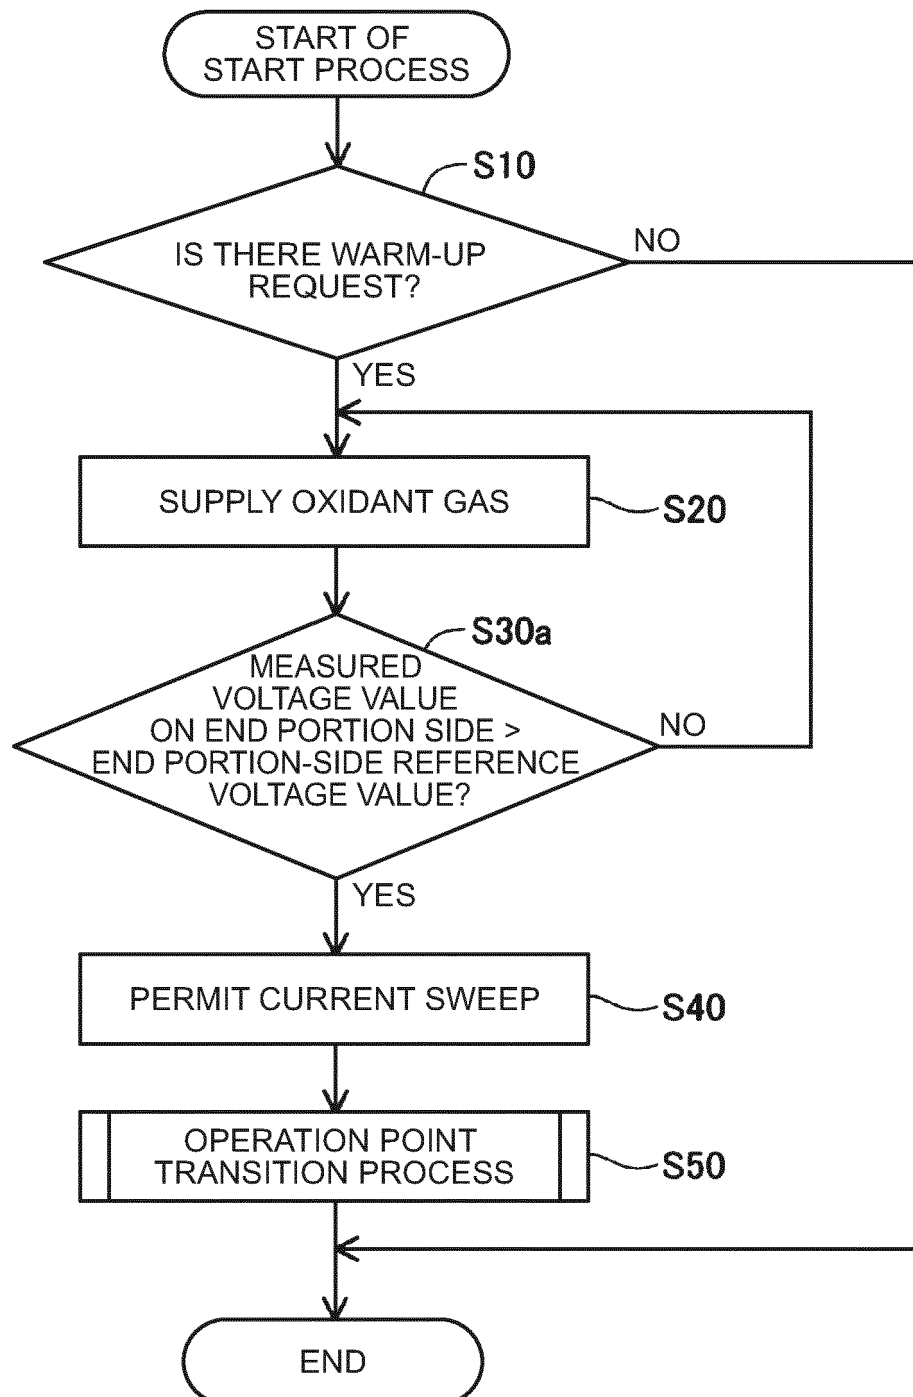 START OF
START PROCESS
S10
IS THERE WARM-UP
REQUEST?
NO
YES
SUPPLY OXIDANT GAS
S20
S30a
MEASURED
VOLTAGE VALUE
ON END PORTION SIDE >
END PORTION-SIDE REFERENCE
VOLTAGE VALUE?
NO
YES
PERMIT CURRENT SWEEP
S40
OPERATION POINT
TRANSITION PROCESS
S50
END